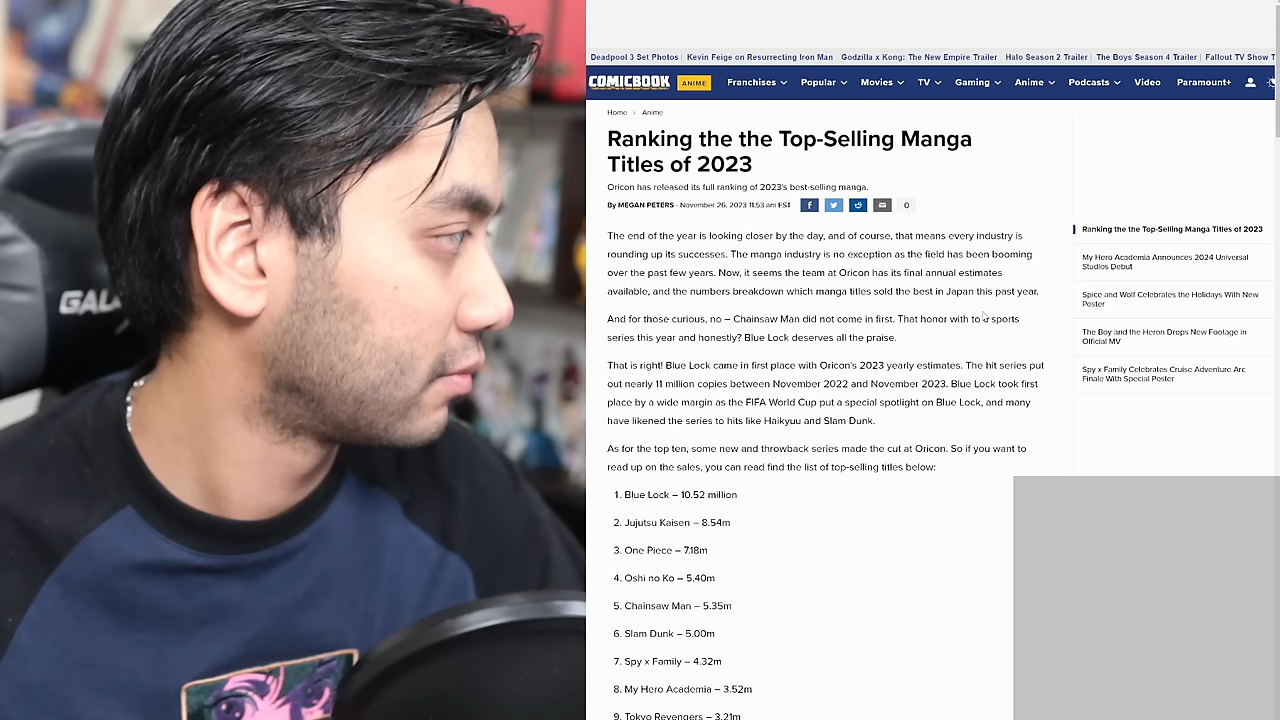 Deadpool 3 Set Photos | Kevin Feige on Resurrecting Iron Man Godzilla x Kong: The New Empire Trailer Halo Season 2 Trailer | The Boys Season 4 Trailer | Fallout TV Show
COMICBOOK ANIME Franchises Popular Movies TV Gaming Anime Podcasts Video Paramount+
Home › Anime
Ranking the the Top-Selling Manga
Titles of 2023
Oricon has released its full ranking of 2023's best-selling manga.
By MEGAN PETERS - November 26, 2023 11:53 am EST
0
The end of the year is looking closer by the day, and of course, that means every industry is
rounding up its successes. The manga industry is no exception as the field has been booming
over the past few years. Now, it seems the team at Oricon has its final annual estimates
available, and the numbers breakdown which manga titles sold the best in Japan this past year.
And for those curious, no – Chainsaw Man did not come in first. That honor with to a sports
series this year and honestly? Blue Lock deserves all the praise.
That is right! Blue Lock came in first place with Oricon's 2023 yearly estimates. The hit series put
out nearly 11 million copies between November 2022 and November 2023. Blue Lock took first
place by a wide margin as the FIFA World Cup put a special spotlight on Blue Lock, and many
have likened the series to hits like Haikyuu and Slam Dunk.
As for the top ten, some new and throwback series made the cut at Oricon. So if you want to
read up on the sales, you can read find the list of top-selling titles below:
1. Blue Lock – 10.52 million
2. Jujutsu Kaisen – 8.54m
3. One Piece – 7.18m
4. Oshi no Ko – 5.40m
5. Chainsaw Man – 5.35m
6. Slam Dunk – 5.00m
7. Spy x Family – 4.32m
8. My Hero Academia – 3.52m
9. Tokyo Revengers – 3.21m
Ranking the the Top-Selling Manga Titles of 2023
My Hero Academia Announces 2024 Universal
Studios Debut
Spice and Wolf Celebrates the Holidays With New
Poster
The Boy and the Heron Drops New Footage in
Official MV
Spy x Family Celebrates Cruise Adventure Arc
Finale With Special Poster